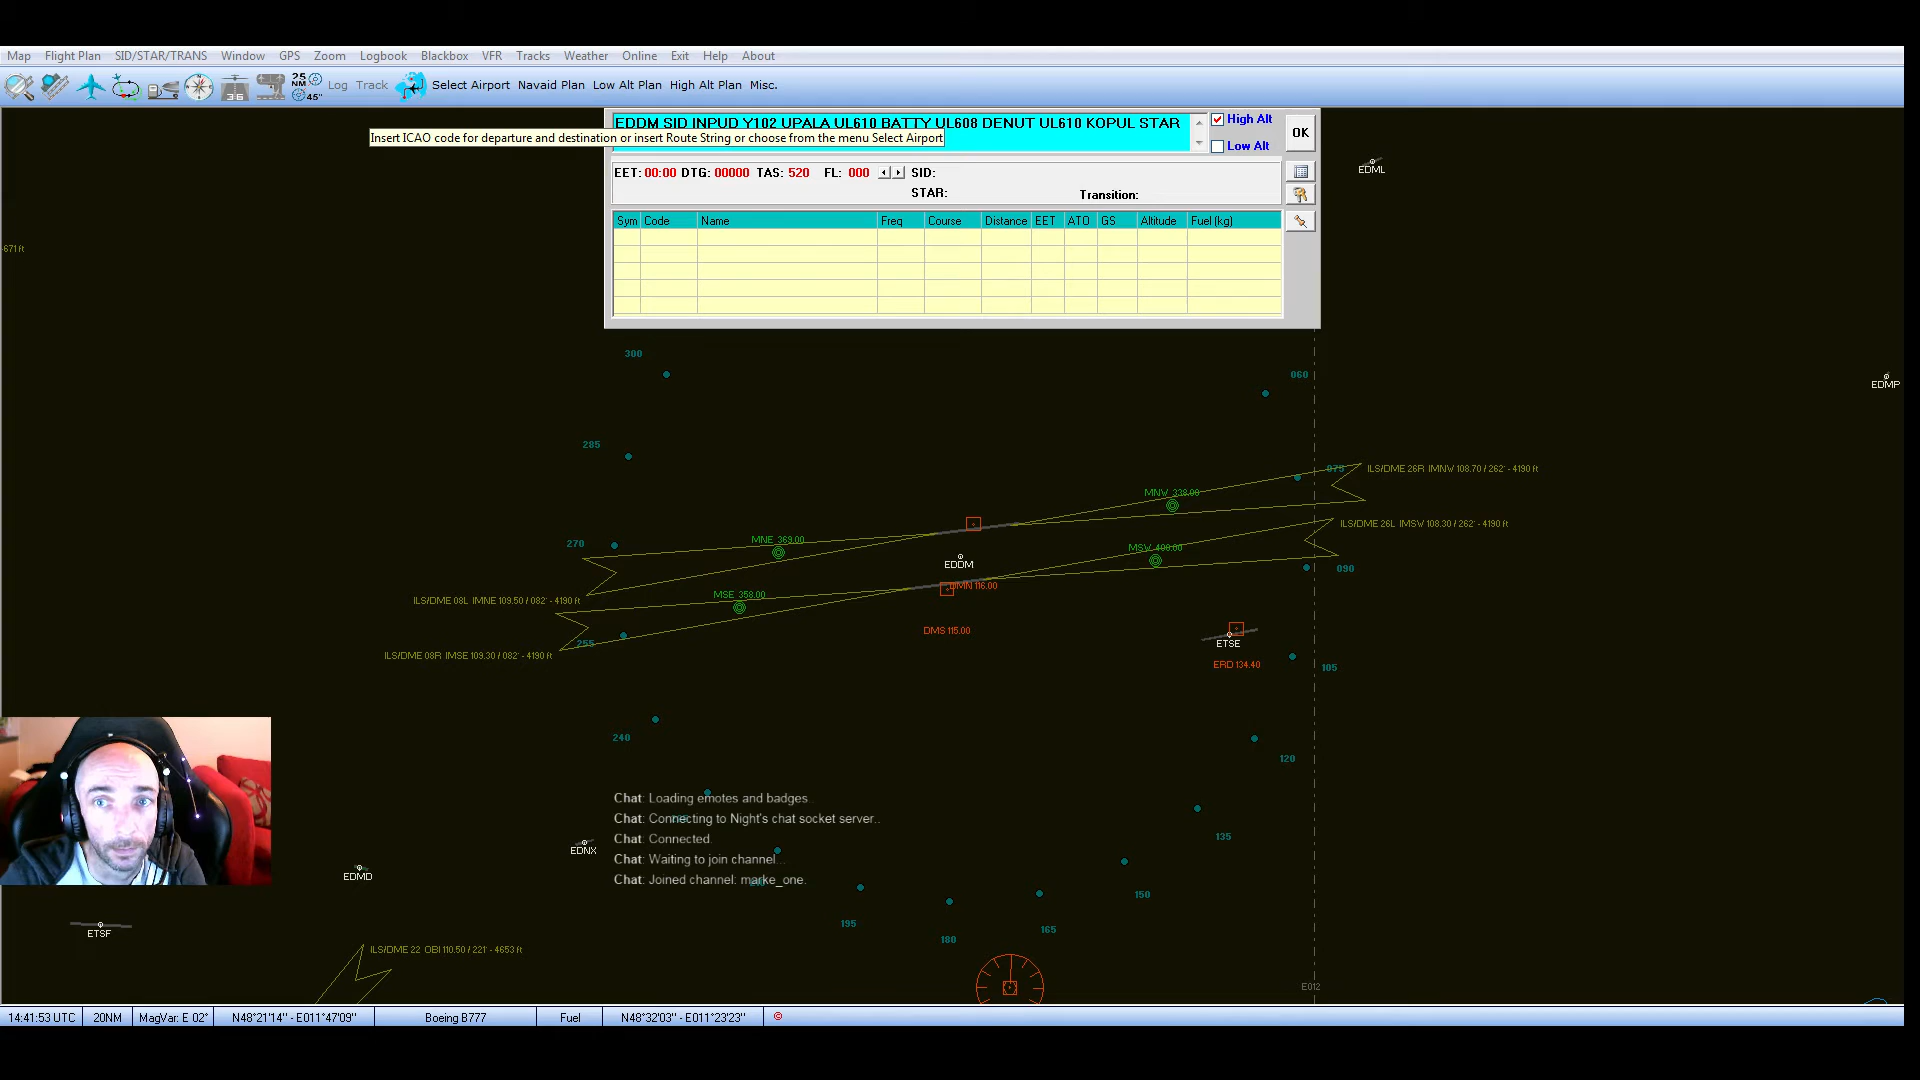 Map Flight Plan SID/STAR/TRANS Window GPS Zoom Logbook Blackbox VFR Tracks Weather Online Exit Help About
36 25 NM 45° Log Track Select Airport Navaid Plan Low Alt Plan High Alt Plan Misc.
EDDM SID INPUD Y102 UPALA UL610 BATTY UL608 DENUT UL610 KOPUL STAR
High Alt
OK
Insert ICAO code for departure and destination or insert Route String or choose from the menu Select Airport
Low Alt
EET: 00:00 DTG: 00000 TAS: 520 FL: 000 SID:
STAR: Transition:
Sym Code Name Freq Course Distance EET ATO GS Altitude Fuel (kg)
EDML
-671 ft
300
060
EDMP
285
075 ILS/DME 26R IMNW 108.70 / 262° - 4190 ft
ILS/DME 26L IMSW 108.30 / 262° - 4190 ft
270
MNE 369.00
EDDM
090
DMN 116.00
MSE 358.00
ILS/DME 08L IMNE 109.50 / 082° - 4190 ft
DMS 115.00
255
ETSE
ILS/DME 08R IMSE 109.30 / 082° - 4190 ft
ERD 134.40
105
240
120
Chat: Loading emotes and badges..
Chat: Connecting to Night's chat socket server..
Chat: Connected.
135
EDNX
Chat: Waiting to join channel...
EDMD
Chat: Joined channel: marke_one.
150
195
165
ETSF
180
ILS/DME 22 OBI 110.50 / 221° - 4653 ft
E012
14:41:53 UTC 20NM MagVar: E 02° N48°21'14" - E011°47'09" Boeing B777 Fuel N48°32'03" - E011°23'23" ©